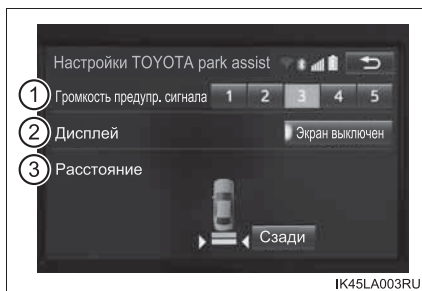 Настройки TOYOTA park assist
1 Громкость предупр. сигнала 1 2 3 4 5
2 Дисплей Экран выключен
3 Расстояние
Сзади
IK45LA003RU